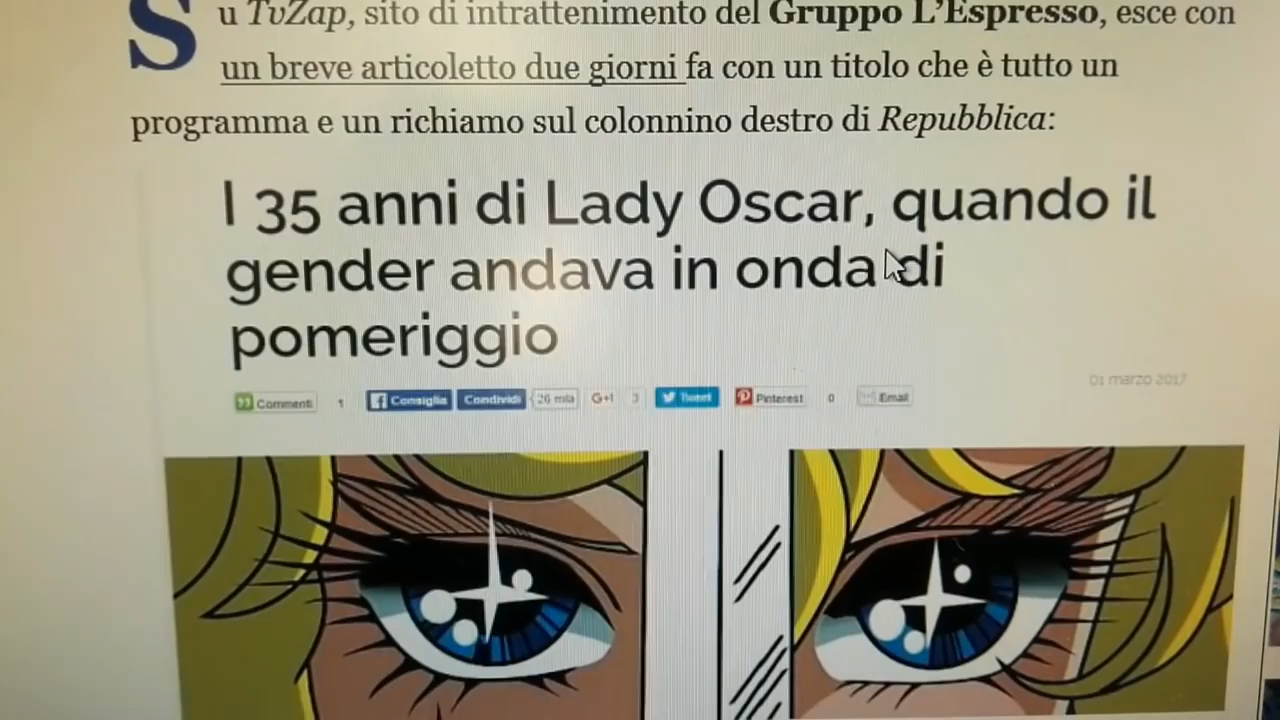 Su TvZap, sito di intrattenimento del Gruppo L'Espresso, esce con
un breve articoletto due giorni fa con un titolo che è tutto un
programma e un richiamo sul colonnino destro di Repubblica:
I 35 anni di Lady Oscar, quando il
gender andava in onda di
pomeriggio
01 marzo 2017
Commenti 1 Consiglia Condividi 26 mila G+1 3 Tweet Pinterest 0 Email